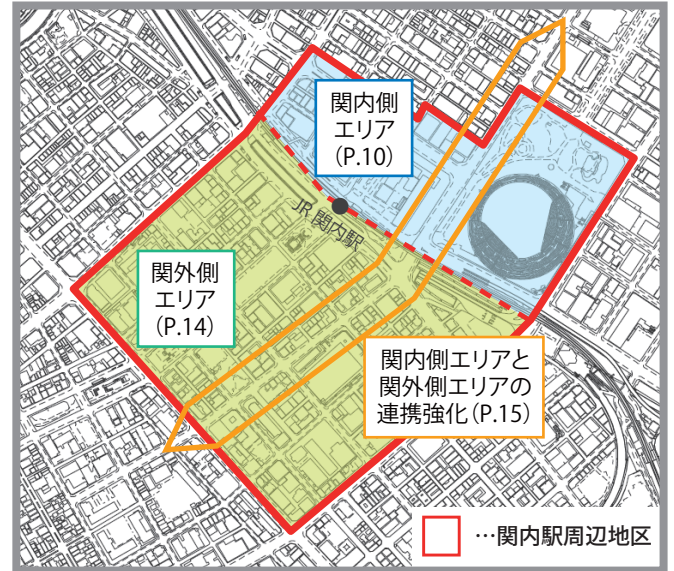 関内側
エリア
(P.10)
JR 関内駅
関外側
エリア
(P.14)
関内側エリアと
関外側エリアの
連携強化(P.15)
…関内駅周辺地区